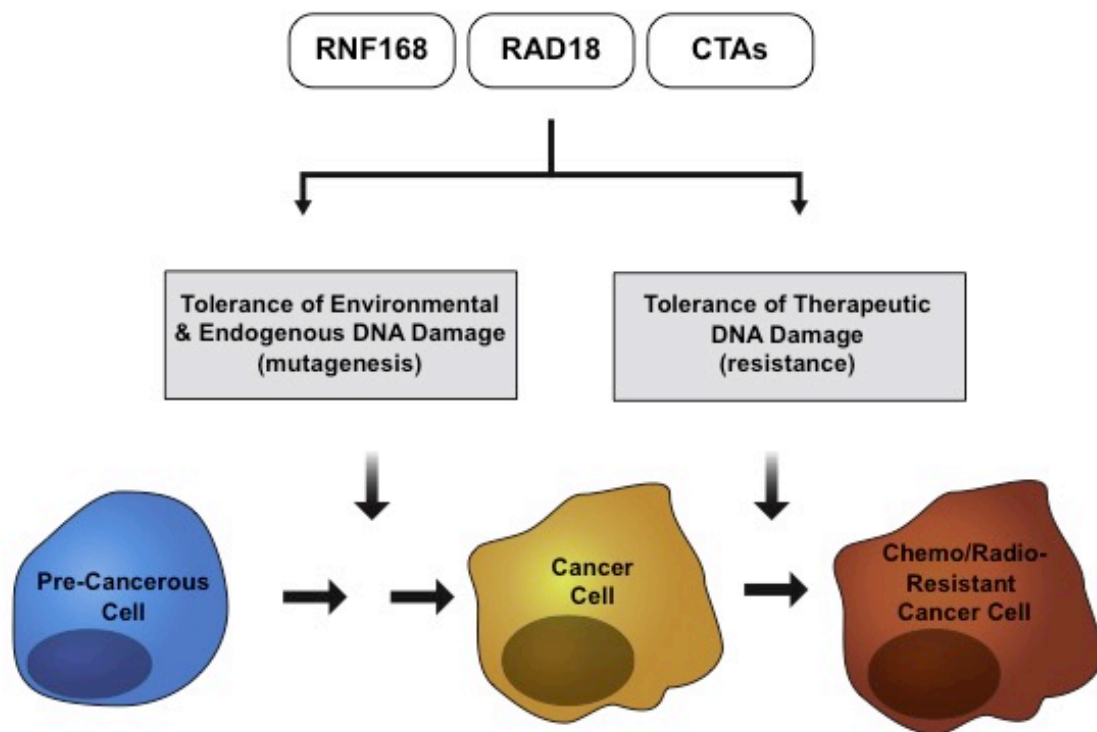 RNF168
RAD18
CTAs
Tolerance of Environmental
& Endogenous DNA Damage
(mutagenesis)
Tolerance of Therapeutic
DNA Damage
(resistance)
Pre-Cancerous
Cell
Cancer
Cell
Chemo/Radio-
Resistant
Cancer Cell